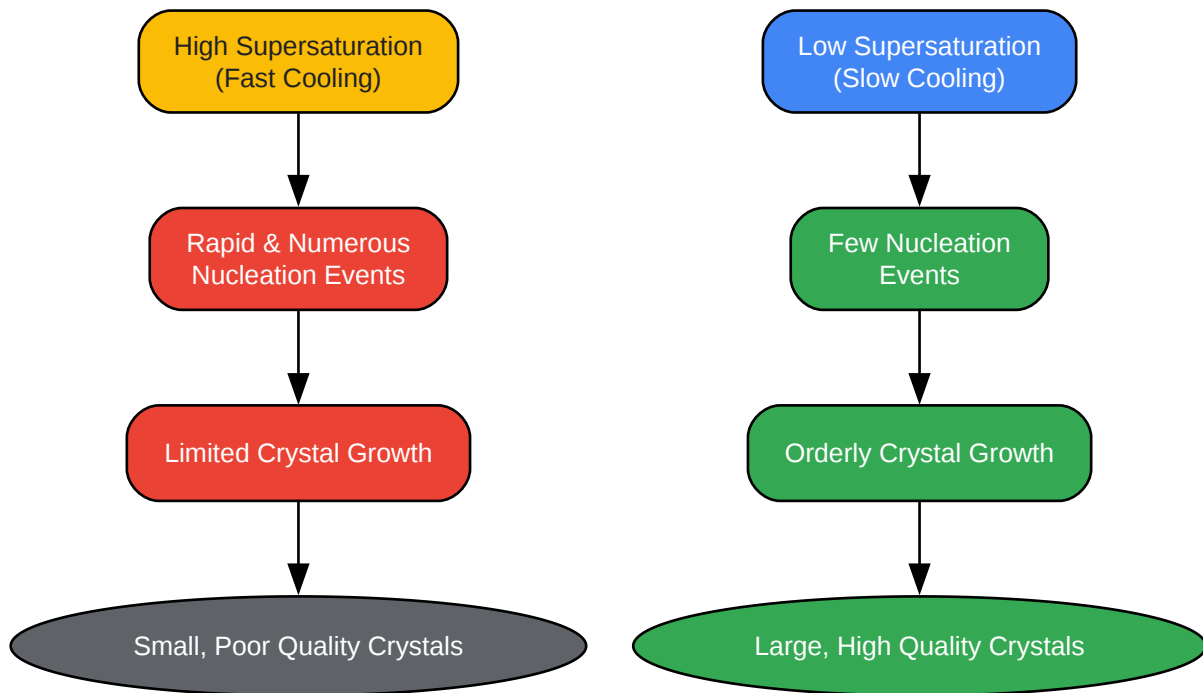 High Supersaturation
(Fast Cooling)
Rapid & Numerous
Nucleation Events
Limited Crystal Growth
Small, Poor Quality Crystals
Low Supersaturation
(Slow Cooling)
Few Nucleation
Events
Orderly Crystal Growth
Large, High Quality Crystals